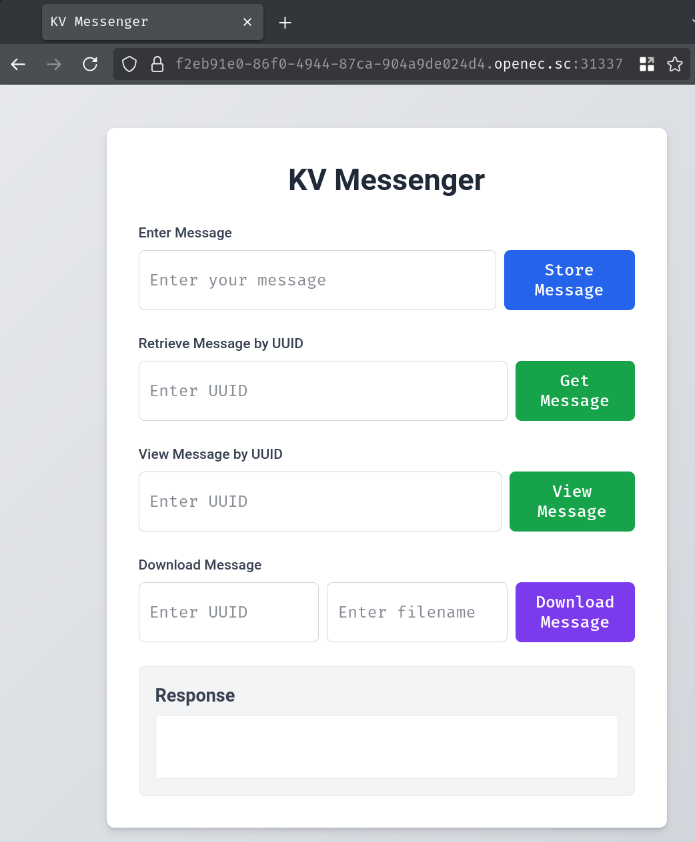 KV Messenger
f2eb91e0-86f0-4944-87ca-904a9de024d4.openec.sc:31337
KV Messenger
Enter Message
Enter your message
Store
Message
Retrieve Message by UUID
Enter UUID
Get
Message
View Message by UUID
Enter UUID
View
Message
Download Message
Enter UUID
Enter filename
Download
Message
Response